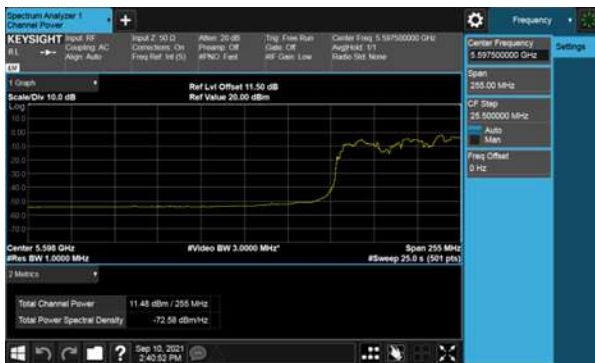 Spectrum Analyzer 1
Channel Power
Frequency
KEYSIGHT
Input: RF
Input Z: 50 Ω
Atten: 20 dB
Trig: Free Run
Center Freq: 5.597500000 GHz
RL
Coupling: AC
Corrections: On
Preamp: Off
Gate: Off
Avg|Hold: 1/1
Align: Auto
Freq Ref: Int (S)
#PNO: Fast
#IF Gain: Low
Radio Std: None
Center Frequency
5.597500000 GHz
Settings
Span
255.00 MHz
CF Step
25.500000 MHz
Auto
Man
Freq Offset
0 Hz
1 Graph
Ref Lvl Offset 11.50 dB
Scale/Div 10.0 dB
Ref Value 20.00 dBm
Log
10.0
0.00
-10.0
-20.0
-30.0
-40.0
-50.0
-60.0
-70.0
Center 5.598 GHz
#Video BW 3.0000 MHz*
Span 255 MHz
#Res BW 1.0000 MHz
#Sweep 25.0 s (501 pts)
2 Metrics
Total Channel Power
11.48 dBm / 255 MHz
Total Power Spectral Density
-72.58 dBm/Hz
?
Sep 10, 2021
2:40:52 PM